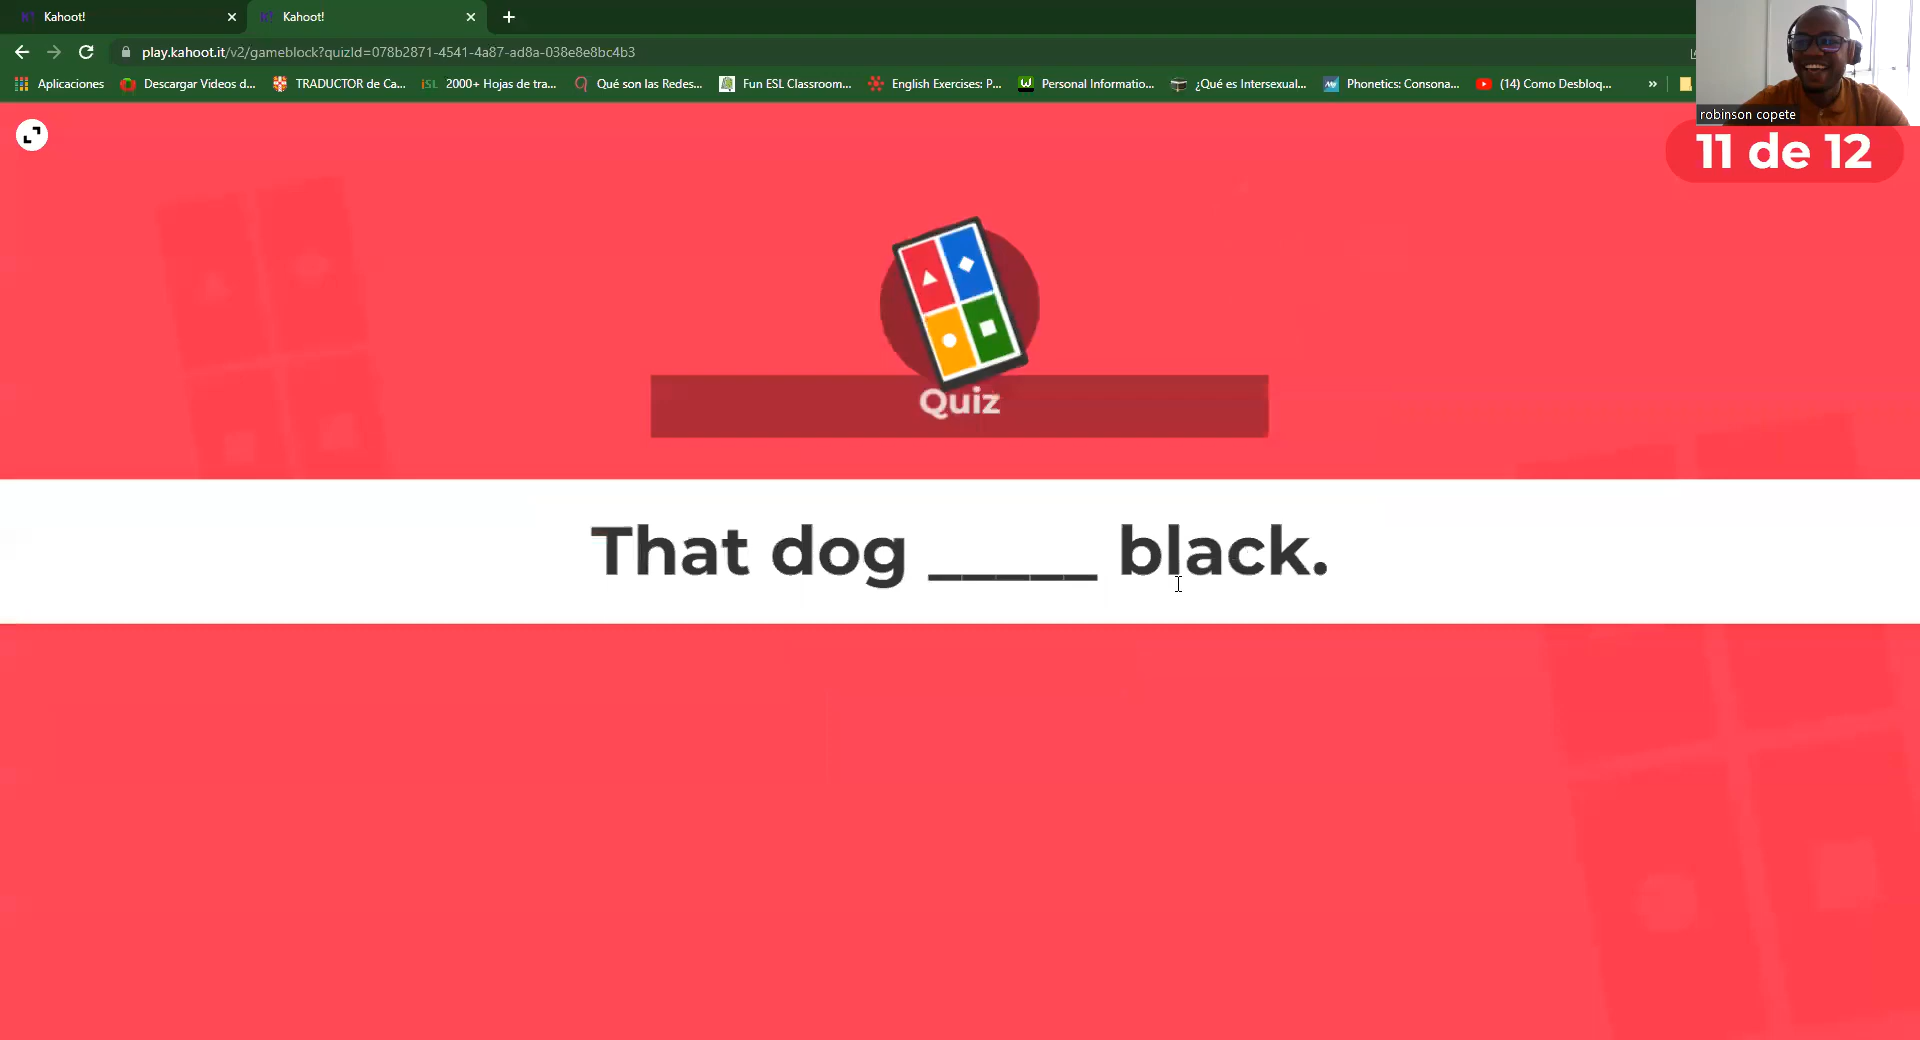 Kahoot!
Kahoot!
play.kahoot.it/v2/gameblock?quizId=078b2871-4541-4a87-ad8a-038e8e8bc4b3
Aplicaciones Descargar Videos d... TRADUCTOR de Ca... iSL 2000+ Hojas de tra... Qué son las Redes... Fun ESL Classroom... English Exercises: P... Personal Informatio... ¿Qué es Intersexual... Phonetics: Consona... (14) Como Desbloq... »
robinson copete
11 de 12
Quiz
That dog _____ black.